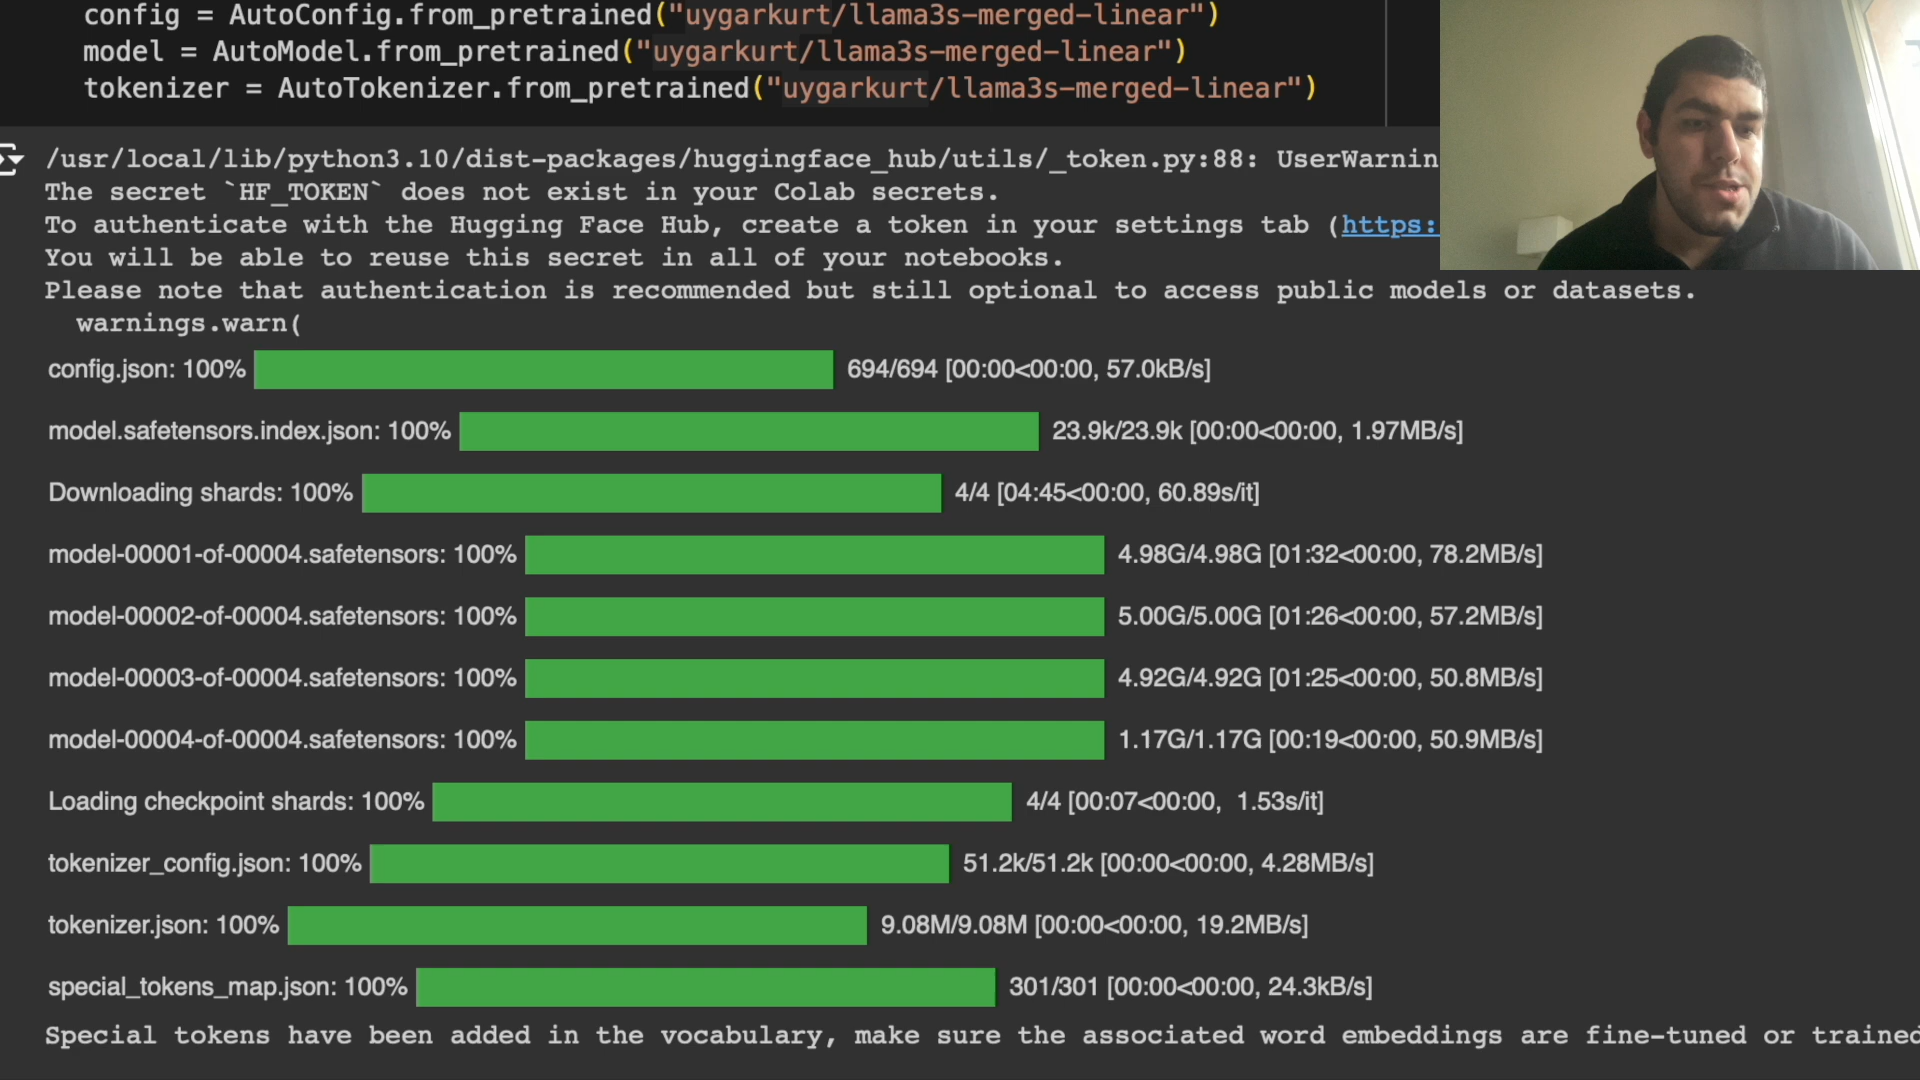 config = AutoConfig.from_pretrained("uygarkurt/llama3s-merged-linear")
model = AutoModel.from_pretrained("uygarkurt/llama3s-merged-linear")
tokenizer = AutoTokenizer.from_pretrained("uygarkurt/llama3s-merged-linear")
/usr/local/lib/python3.10/dist-packages/huggingface_hub/utils/_token.py:88: UserWarnin
The secret `HF_TOKEN` does not exist in your Colab secrets.
To authenticate with the Hugging Face Hub, create a token in your settings tab (https:
You will be able to reuse this secret in all of your notebooks.
Please note that authentication is recommended but still optional to access public models or datasets.
warnings.warn(
config.json: 100% 694/694 [00:00<00:00, 57.0kB/s]
model.safetensors.index.json: 100% 23.9k/23.9k [00:00<00:00, 1.97MB/s]
Downloading shards: 100% 4/4 [04:45<00:00, 60.89s/it]
model-00001-of-00004.safetensors: 100% 4.98G/4.98G [01:32<00:00, 78.2MB/s]
model-00002-of-00004.safetensors: 100% 5.00G/5.00G [01:26<00:00, 57.2MB/s]
model-00003-of-00004.safetensors: 100% 4.92G/4.92G [01:25<00:00, 50.8MB/s]
model-00004-of-00004.safetensors: 100% 1.17G/1.17G [00:19<00:00, 50.9MB/s]
Loading checkpoint shards: 100% 4/4 [00:07<00:00, 1.53s/it]
tokenizer_config.json: 100% 51.2k/51.2k [00:00<00:00, 4.28MB/s]
tokenizer.json: 100% 9.08M/9.08M [00:00<00:00, 19.2MB/s]
special_tokens_map.json: 100% 301/301 [00:00<00:00, 24.3kB/s]
Special tokens have been added in the vocabulary, make sure the associated word embeddings are fine-tuned or trained